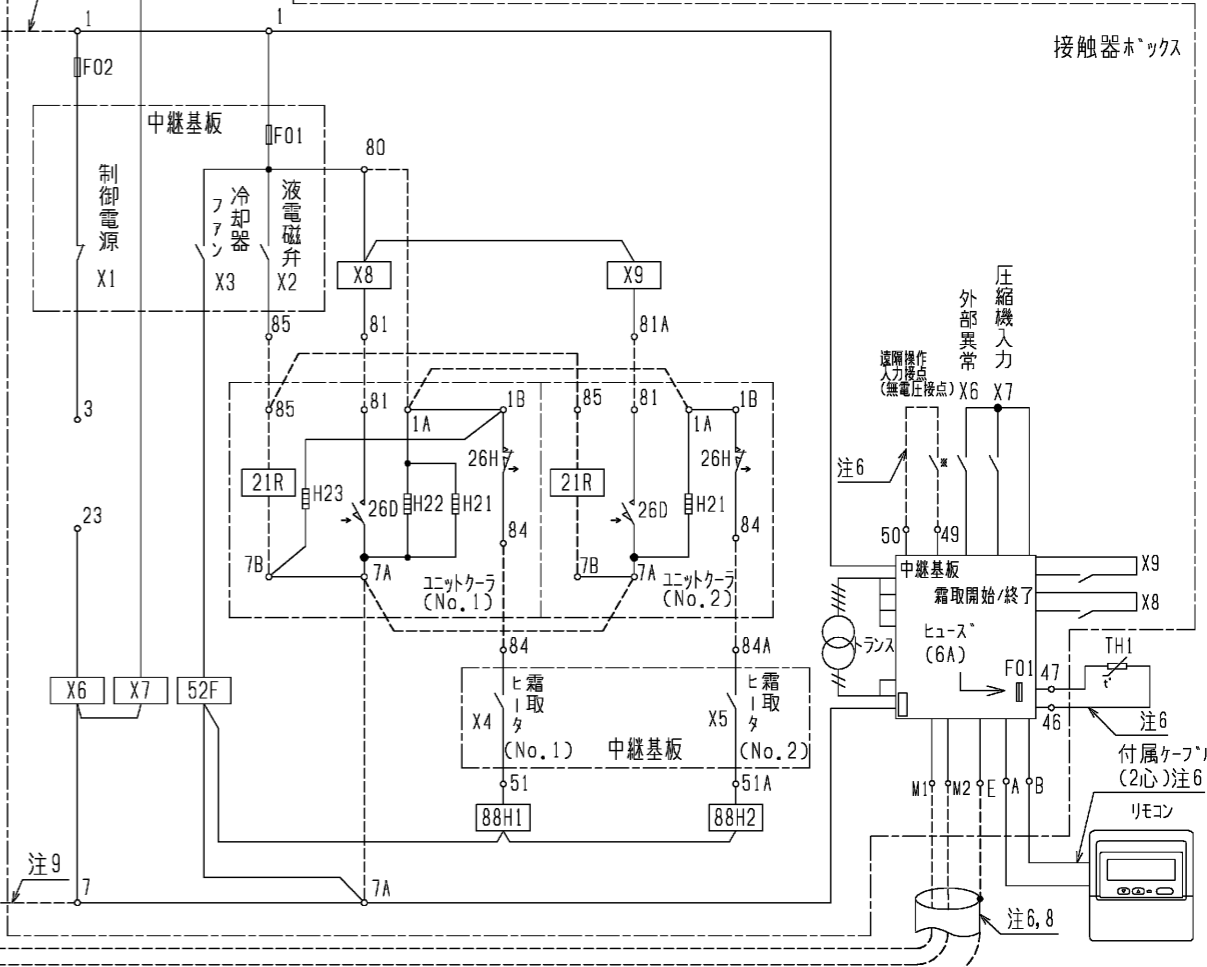 1
1
接触器ボックス
F02
中継基板
F01
80
制御電源
冷却器ファン
液電磁弁
X1
X3
X2
X8
X9
85
81
81A
外部異常
圧縮機入力
遠隔操作
入力接点
(無電圧接点)
X6
X7
3
85
81
1A
1B
85
81
1A
1B
26H
26H
注6
※
21R
H23
26D
H22
H21
21R
26D
H21
23
84
84
50
49
7B
7A
7B
7A
ユニットクーラ
(No.1)
ユニットクーラ
(No.2)
中継基板
霜取開始/終了
X9
X8
ヒューズ
(6A)
トランス
F01
47
TH1
t°
46
注6
84
84A
X6
X7
52F
霜取ヒータ
X4
(No.1)
霜取ヒータ
X5
(No.2)
中継基板
付属ケーブル
(2心)注6
リモコン
51
51A
M1
M2
E
A
B
88H1
88H2
注9
7
7A
注6,8